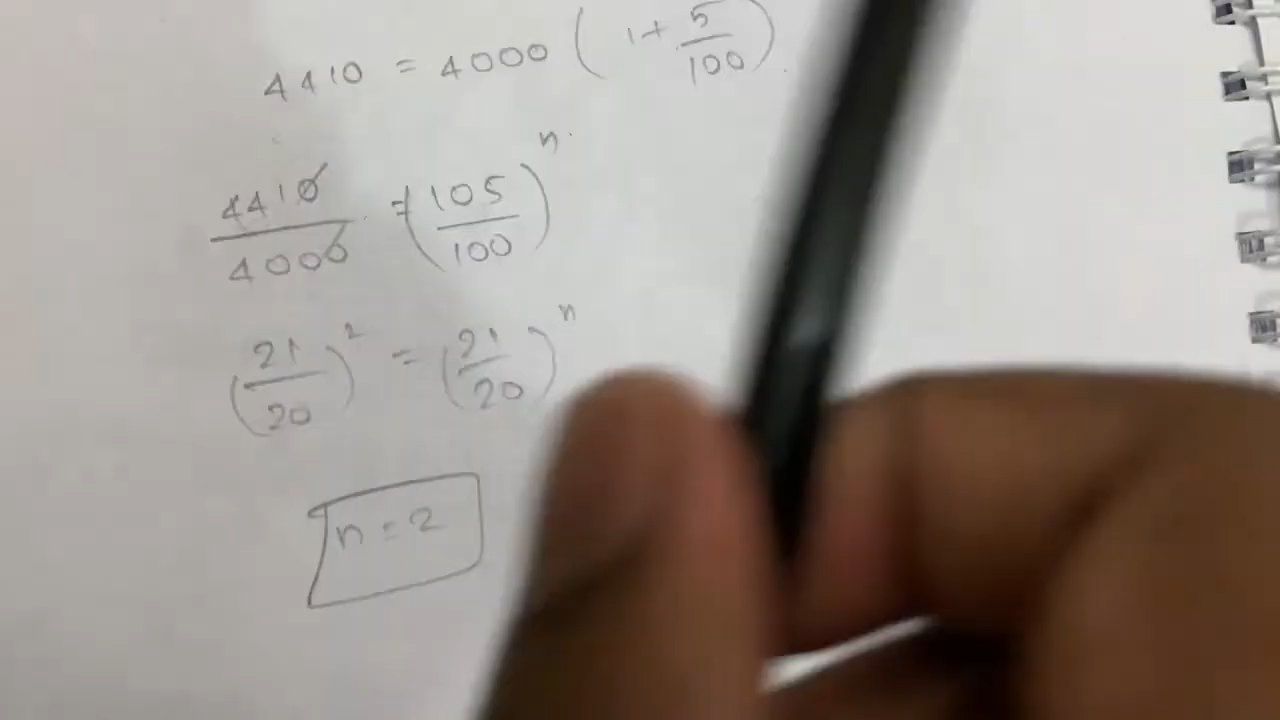 4410 = 4000 (1+ 5/100)
4410/4000 = (105/100)^n
(21/20)^2 = (21/20)^n
n = 2